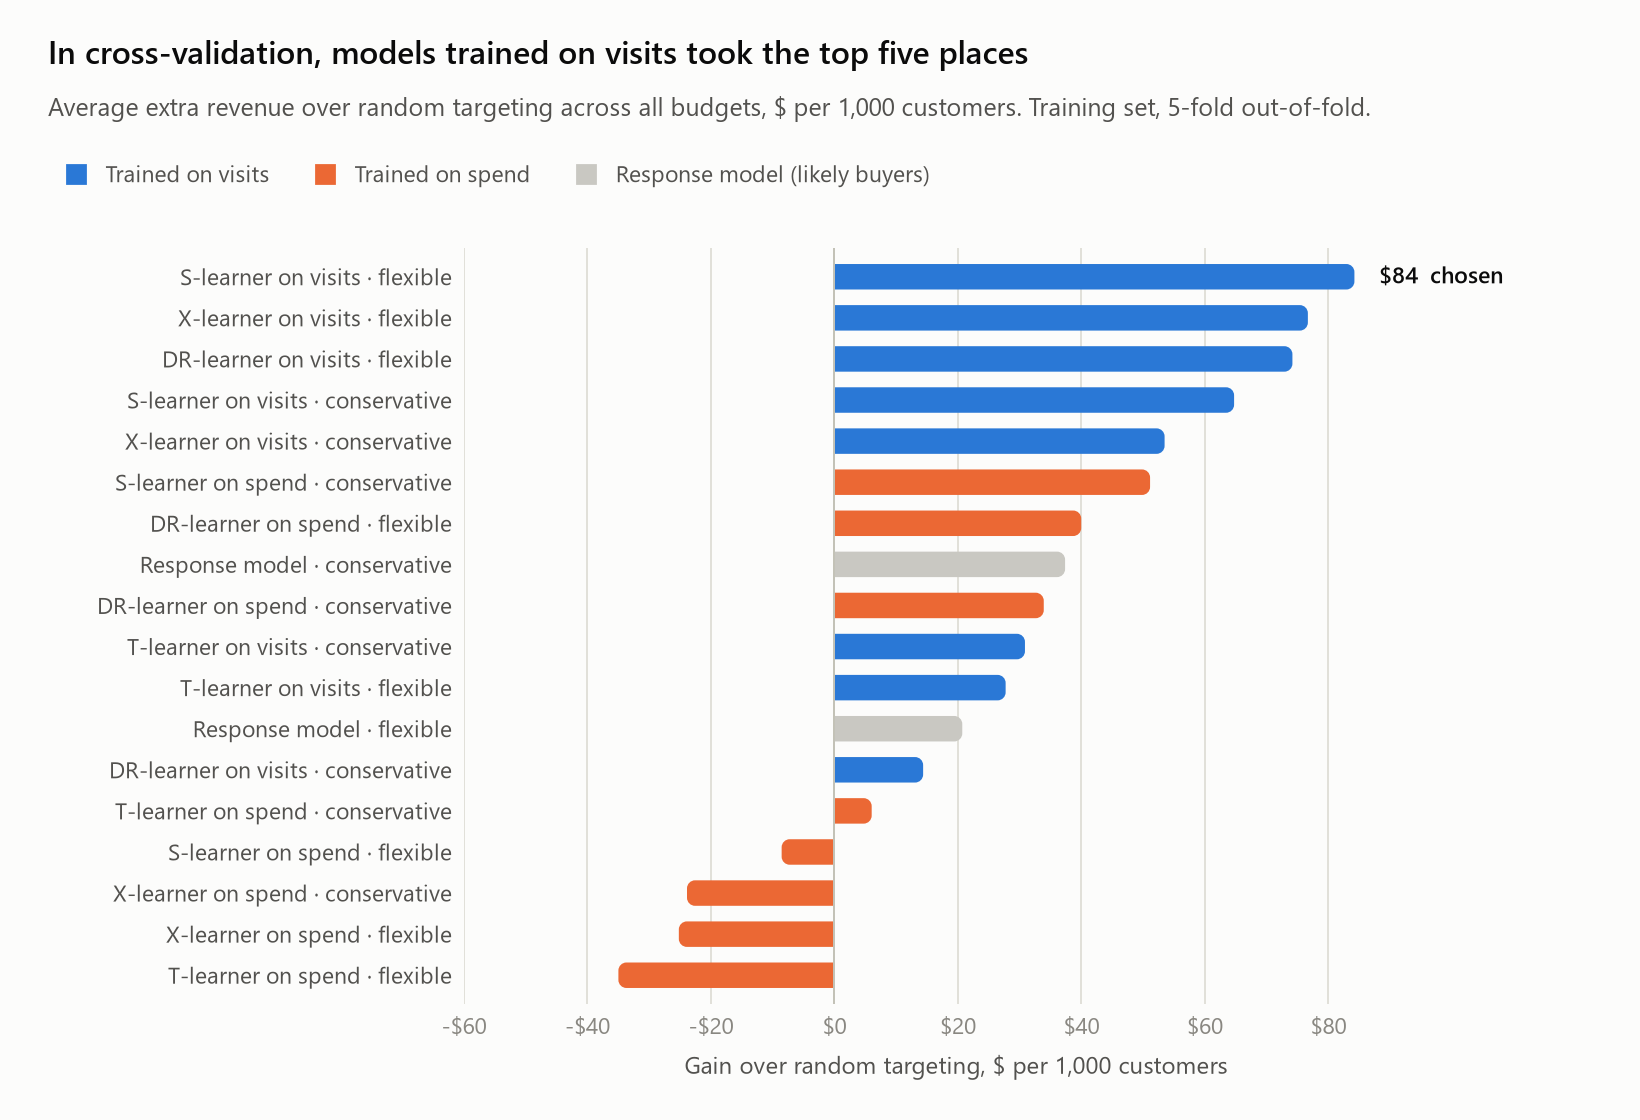 In cross-validation, models trained on visits took the top five places
Average extra revenue over random targeting across all budgets, $ per 1,000 customers. Training set, 5-fold out-of-fold.
Trained on visits
Trained on spend
Response model (likely buyers)
S-learner on visits · flexible
$84 chosen
X-learner on visits · flexible
DR-learner on visits · flexible
S-learner on visits · conservative
X-learner on visits · conservative
S-learner on spend · conservative
DR-learner on spend · flexible
Response model · conservative
DR-learner on spend · conservative
T-learner on visits · conservative
T-learner on visits · flexible
Response model · flexible
DR-learner on visits · conservative
T-learner on spend · conservative
S-learner on spend · flexible
X-learner on spend · conservative
X-learner on spend · flexible
T-learner on spend · flexible
-$60 -$40 -$20 $0 $20 $40 $60 $80
Gain over random targeting, $ per 1,000 customers